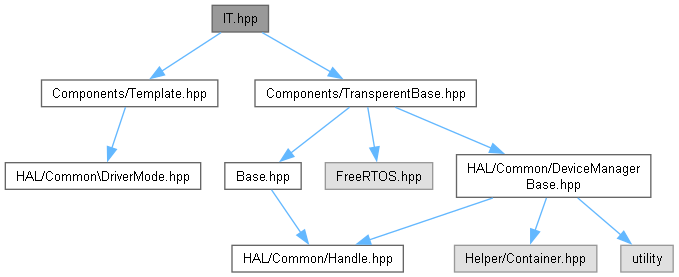 IT.hpp
Components/Template.hpp
Components/TransperentBase.hpp
HAL/Common\DriverMode.hpp
Base.hpp
FreeRTOS.hpp
HAL/Common/DeviceManager
Base.hpp
HAL/Common/Handle.hpp
Helper/Container.hpp
utility